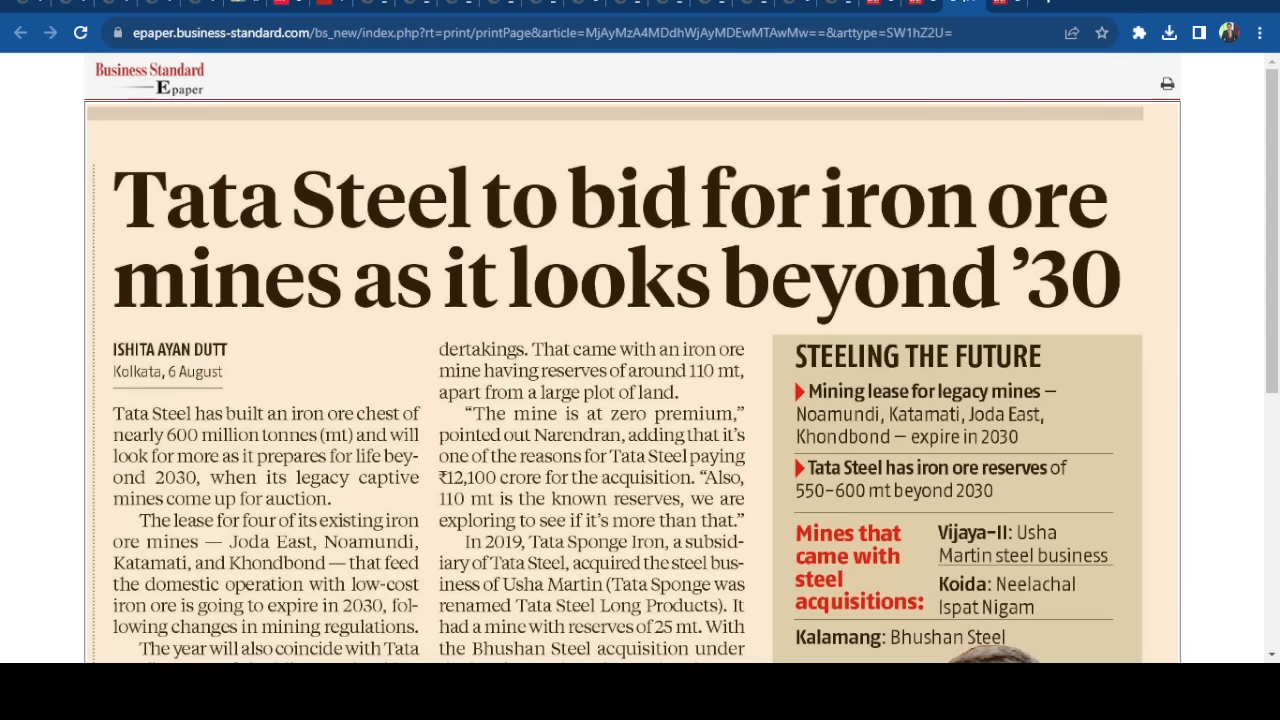 epaper.business-standard.com/bs_new/index.php?rt=print/printPage&article=MjAyMzA4MDdhWjAyMDEwMTAwMw==&arttype=SW1hZ2U=
Business Standard
Epaper
Tata Steel to bid for iron ore
mines as it looks beyond ’30
ISHITA AYAN DUTT
Kolkata, 6 August
Tata Steel has built an iron ore chest of
nearly 600 million tonnes (mt) and will
look for more as it prepares for life bey-
ond 2030, when its legacy captive
mines come up for auction.
The lease for four of its existing iron
ore mines — Joda East, Noamundi,
Katamati, and Khondbond — that feed
the domestic operation with low-cost
iron ore is going to expire in 2030, fol-
lowing changes in mining regulations.
The year will also coincide with Tata
dertakings. That came with an iron ore
mine having reserves of around 110 mt,
apart from a large plot of land.
“The mine is at zero premium,”
pointed out Narendran, adding that it’s
one of the reasons for Tata Steel paying
₹12,100 crore for the acquisition. “Also,
110 mt is the known reserves, we are
exploring to see if it’s more than that.”
In 2019, Tata Sponge Iron, a subsid-
iary of Tata Steel, acquired the steel bus-
iness of Usha Martin (Tata Sponge was
renamed Tata Steel Long Products). It
had a mine with reserves of 25 mt. With
the Bhushan Steel acquisition under
STEELING THE FUTURE
Mining lease for legacy mines —
Noamundi, Katamati, Joda East,
Khondbond — expire in 2030
Tata Steel has iron ore reserves of
550-600 mt beyond 2030
Mines that
came with
steel
acquisitions:
Vijaya-II: Usha
Martin steel business
Koida: Neelachal
Ispat Nigam
Kalamang: Bhushan Steel